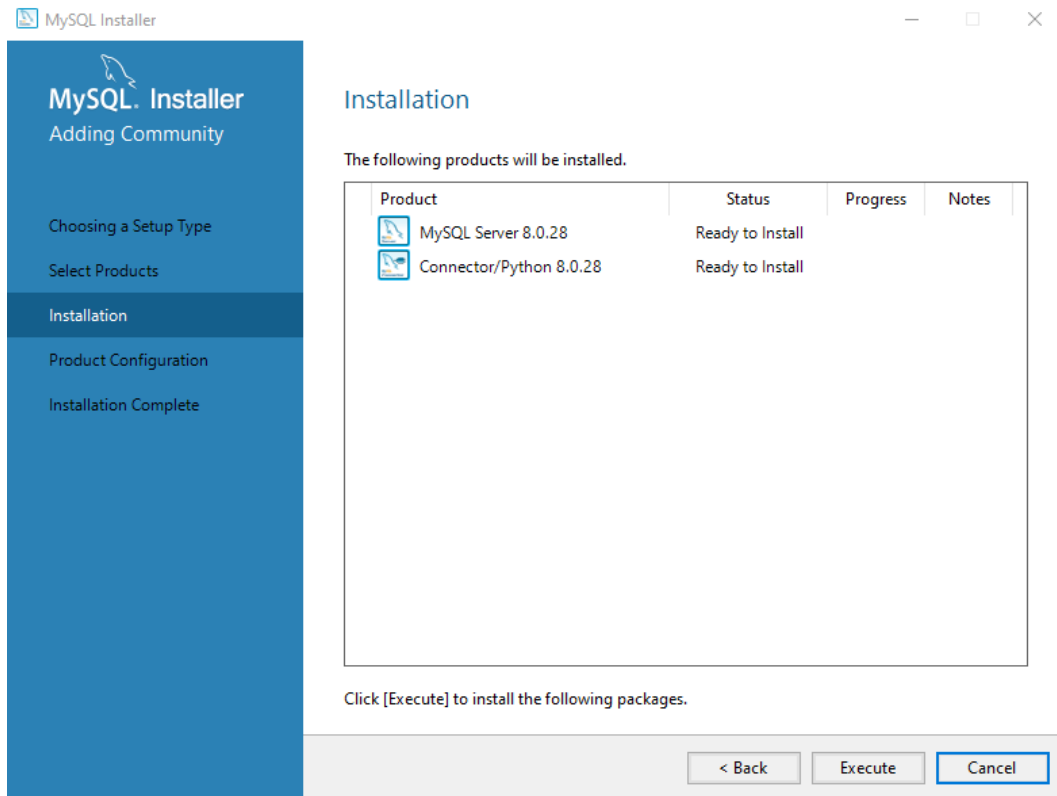 MySQL Installer
MySQL. Installer
Adding Community
Choosing a Setup Type
Select Products
Installation
Product Configuration
Installation Complete
Installation
The following products will be installed.
Product Status Progress Notes
MySQL Server 8.0.28 Ready to Install
Connector/Python 8.0.28 Ready to Install
Click [Execute] to install the following packages.
< Back Execute Cancel